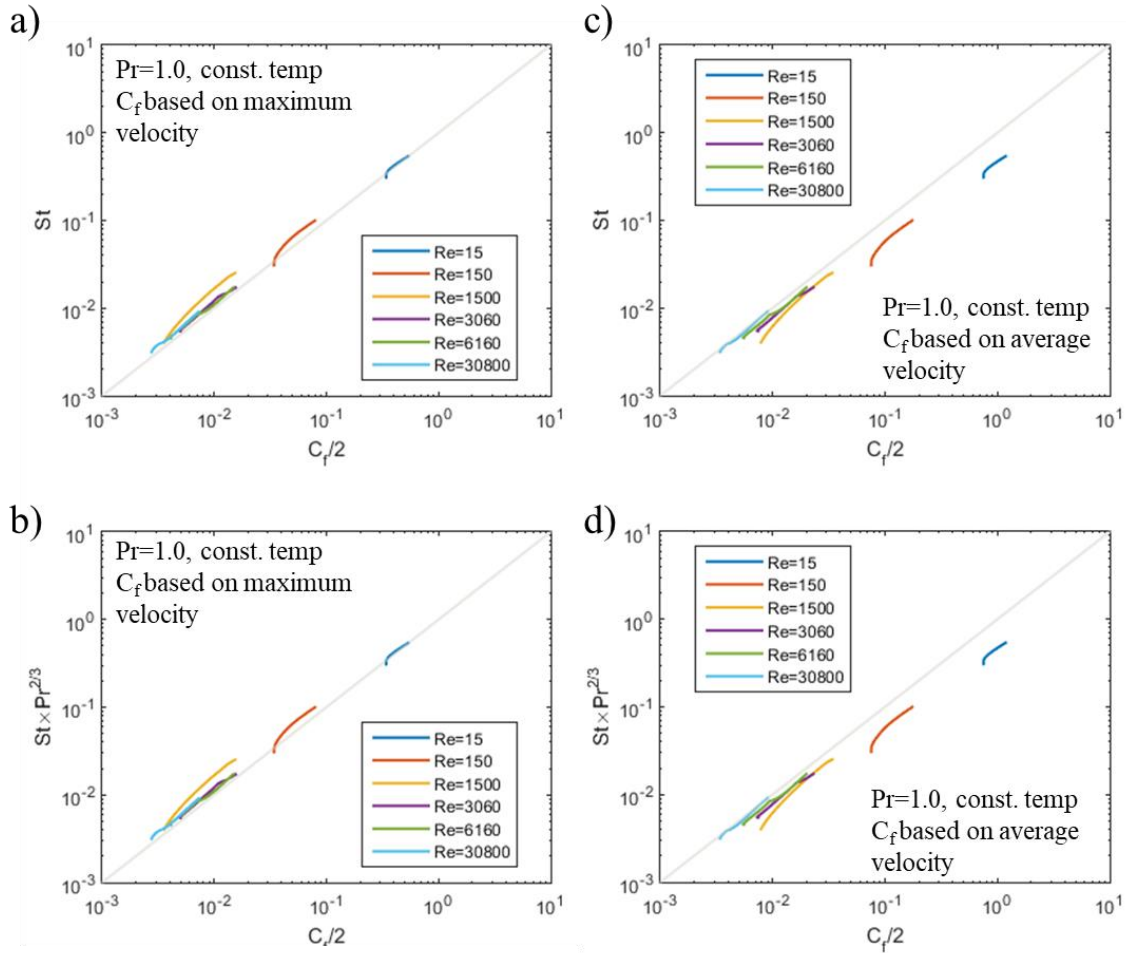 a)
Pr=1.0, const. temp
C_f based on maximum
velocity
10^1
10^0
10^-1
10^-2
10^-3
St
Re=15
Re=150
Re=1500
Re=3060
Re=6160
Re=30800
10^-3 10^-2 10^-1 10^0 10^1
C_f/2
c)
10^1
10^0
10^-1
10^-2
10^-3
St
Re=15
Re=150
Re=1500
Re=3060
Re=6160
Re=30800
Pr=1.0, const. temp
C_f based on average
velocity
10^-3 10^-2 10^-1 10^0 10^1
C_f/2
b)
Pr=1.0, const. temp
C_f based on maximum
velocity
10^1
10^0
10^-1
10^-2
10^-3
St×Pr^2/3
Re=15
Re=150
Re=1500
Re=3060
Re=6160
Re=30800
10^-3 10^-2 10^-1 10^0 10^1
C_f/2
d)
10^1
10^0
10^-1
10^-2
10^-3
St×Pr^2/3
Re=15
Re=150
Re=1500
Re=3060
Re=6160
Re=30800
Pr=1.0, const. temp
C_f based on average
velocity
10^-3 10^-2 10^-1 10^0 10^1
C_f/2